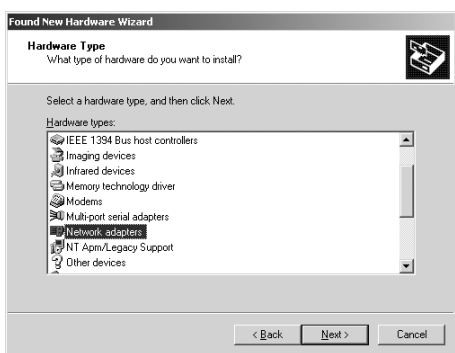 Found New Hardware Wizard
Hardware Type
What type of hardware do you want to install?
Select a hardware type, and then click Next.
Hardware types:
IEEE 1394 Bus host controllers
Imaging devices
Infrared devices
Memory technology driver
Modems
Multi-port serial adapters
Network adapters
NT Apm/Legacy Support
Other devices
< Back Next > Cancel